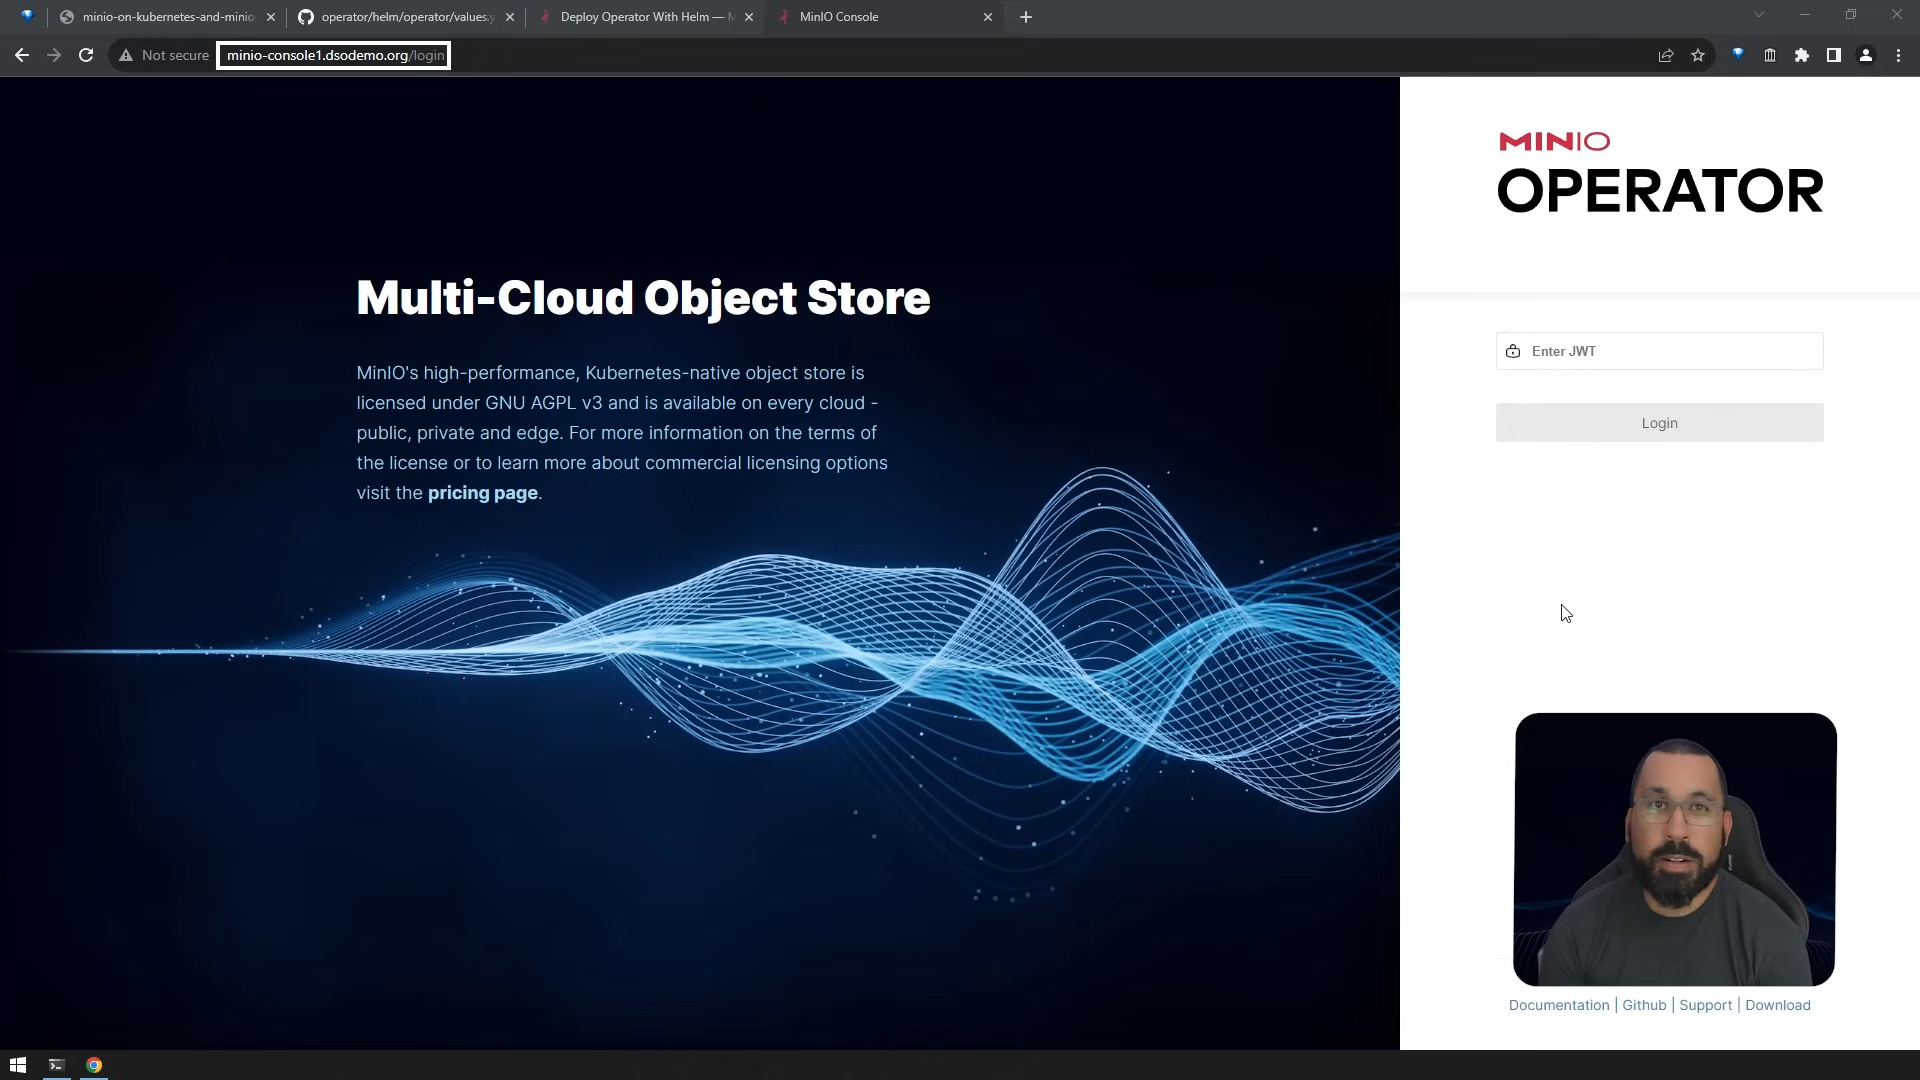 minio-on-kubernetes-and-minio
operator/helm/operator/values.y
Deploy Operator With Helm — M
MinIO Console
Not secure
minio-console1.dsodemo.org/login
MINIO
OPERATOR
Multi-Cloud Object Store
MinIO's high-performance, Kubernetes-native object store is
licensed under GNU AGPL v3 and is available on every cloud -
public, private and edge. For more information on the terms of
the license or to learn more about commercial licensing options
visit the pricing page.
Enter JWT
Login
Documentation | Github | Support | Download